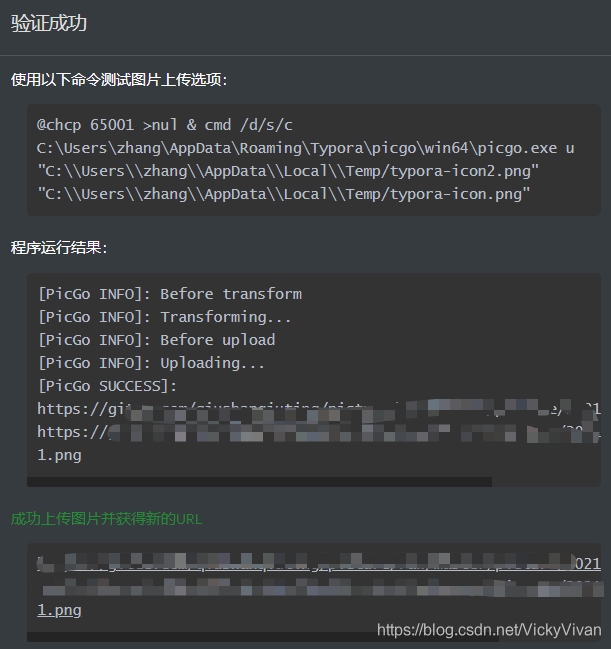 验证成功
使用以下命令测试图片上传选项：
@chcp 65001 >nul & cmd /d/s/c
C:\Users\zhang\AppData\Roaming\Typora\picgo\win64\picgo.exe u
"C:\\Users\\zhang\\AppData\\Local\\Temp/typora-icon2.png"
"C:\\Users\\zhang\\AppData\\Local\\Temp/typora-icon.png"
程序运行结果：
[PicGo INFO]: Before transform
[PicGo INFO]: Transforming...
[PicGo INFO]: Before upload
[PicGo INFO]: Uploading...
[PicGo SUCCESS]:
https://gi
https://
1.png
成功上传图片并获得新的URL
021
1.png
https://blog.csdn.net/VickyVivan